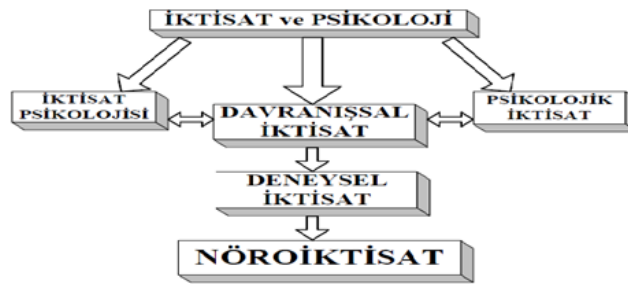 İKTİSAT ve PSİKOLOJİ
İKTİSAT
PSİKOLOJİSİ
DAVRANIŞSAL
İKTİSAT
PSİKOLOJİK
İKTİSAT
DENEYSEL
İKTİSAT
NÖROİKTİSAT